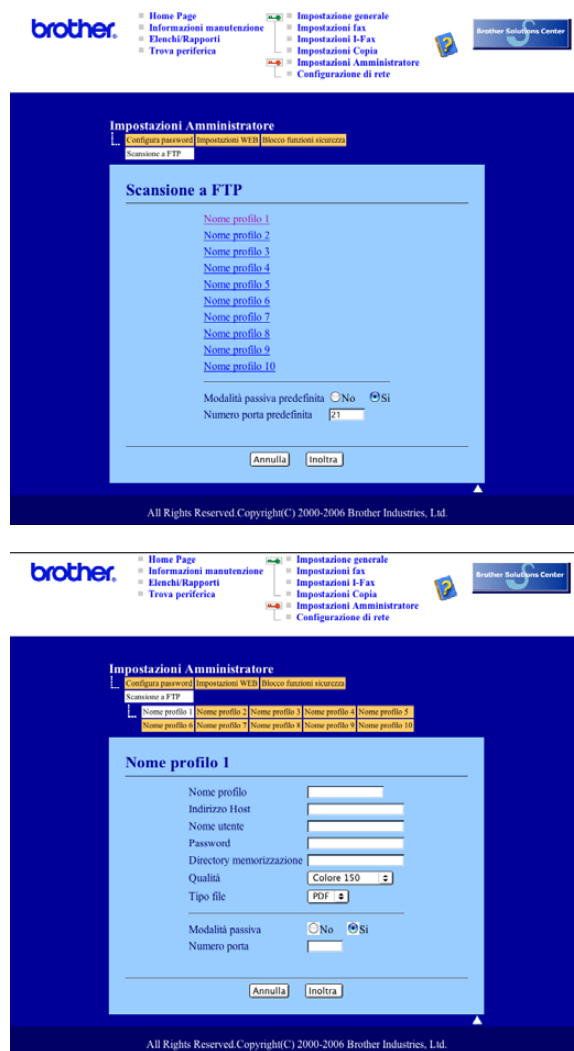 brother.
Home Page
Informazioni manutenzione
Elenchi/Rapporti
Trova periferica
Impostazione generale
Impostazioni fax
Impostazioni I-Fax
Impostazioni Copia
Impostazioni Amministratore
Configurazione di rete
Brother Solutions Center
Impostazioni Amministratore
Configura password Impostazioni WEB Blocco funzioni sicurezza
Scansione a FTP
Scansione a FTP
Nome profilo 1
Nome profilo 2
Nome profilo 3
Nome profilo 4
Nome profilo 5
Nome profilo 6
Nome profilo 7
Nome profilo 8
Nome profilo 9
Nome profilo 10
Modalità passiva predefinita No Si
Numero porta predefinita 21
Annulla Inoltra
All Rights Reserved.Copyright(C) 2000-2006 Brother Industries, Ltd.
brother.
Home Page
Informazioni manutenzione
Elenchi/Rapporti
Trova periferica
Impostazione generale
Impostazioni fax
Impostazioni I-Fax
Impostazioni Copia
Impostazioni Amministratore
Configurazione di rete
Brother Solutions Center
Impostazioni Amministratore
Configura password Impostazioni WEB Blocco funzioni sicurezza
Scansione a FTP
Nome profilo 1 Nome profilo 2 Nome profilo 3 Nome profilo 4 Nome profilo 5
Nome profilo 6 Nome profilo 7 Nome profilo 8 Nome profilo 9 Nome profilo 10
Nome profilo 1
Nome profilo
Indirizzo Host
Nome utente
Password
Directory memorizzazione
Qualità Colore 150
Tipo file PDF
Modalità passiva No Si
Numero porta
Annulla Inoltra
All Rights Reserved.Copyright(C) 2000-2006 Brother Industries, Ltd.